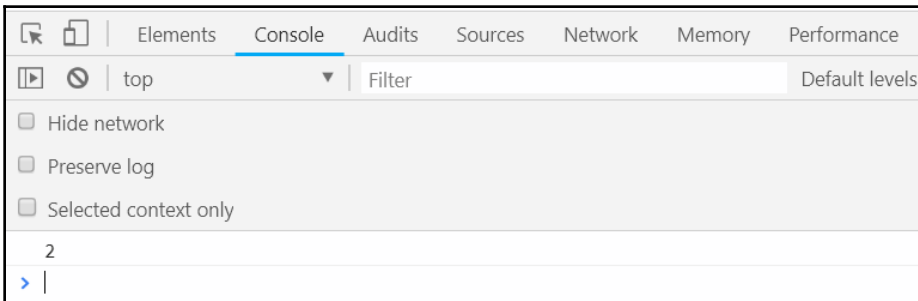 Elements Console Audits Sources Network Memory Performance
top Filter Default levels
Hide network
Preserve log
Selected context only
2
>